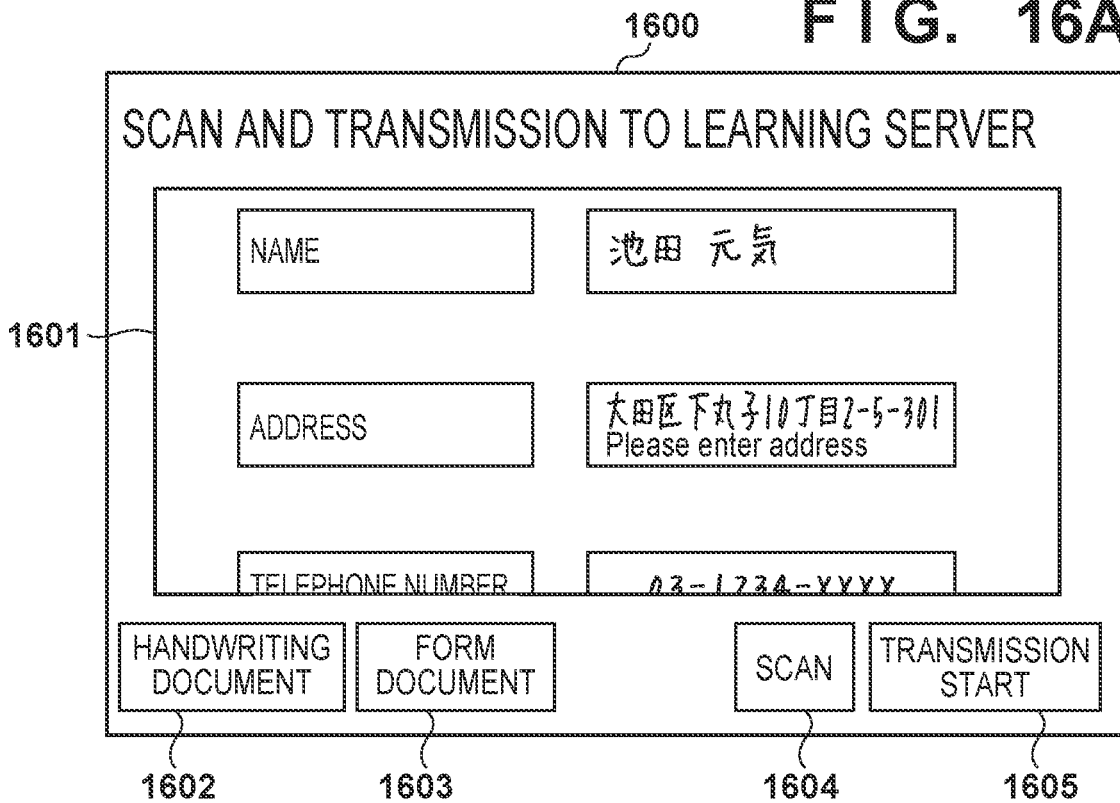 FIG. 16A
1600
SCAN AND TRANSMISSION TO LEARNING SERVER
NAME
池田 元気
1601
ADDRESS
大田区下丸子10丁目2-5-301
Please enter address
TELEPHONE NUMBER
03-1234-XXXX
HANDWRITING DOCUMENT
FORM DOCUMENT
SCAN
TRANSMISSION START
1602
1603
1604
1605